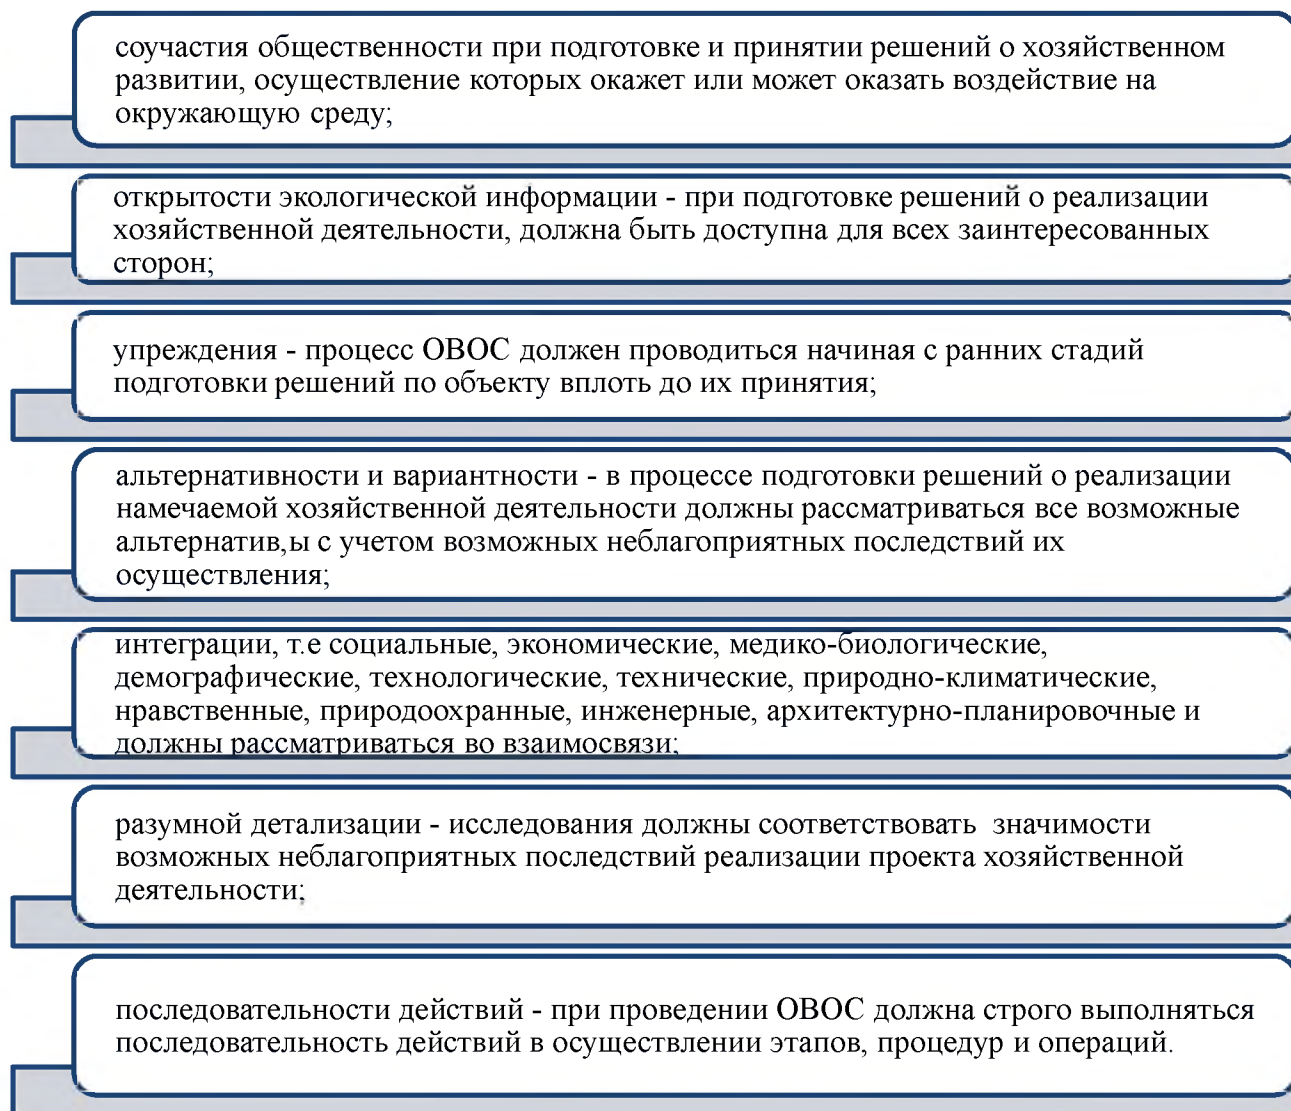 соучастия общественности при подготовке и принятии решений о хозяйственном
развитии, осуществление которых окажет или может оказать воздействие на
окружающую среду;
открытости экологической информации - при подготовке решений о реализации
хозяйственной деятельности, должна быть доступна для всех заинтересованных
сторон;
упреждения - процесс ОВОС должен проводиться начиная с ранних стадий
подготовки решений по объекту вплоть до их принятия;
альтернативности и вариантности - в процессе подготовки решений о реализации
намечаемой хозяйственной деятельности должны рассматриваться все возможные
альтернатив,ы с учетом возможных неблагоприятных последствий их
осуществления;
интеграции, т.е социальные, экономические, медико-биологические,
демографические, технологические, технические, природно-климатические,
нравственные, природоохранные, инженерные, архитектурно-планировочные и
должны рассматриваться во взаимосвязи;
разумной детализации - исследования должны соответствовать значимости
возможных неблагоприятных последствий реализации проекта хозяйственной
деятельности;
последовательности действий - при проведении ОВОС должна строго выполняться
последовательность действий в осуществлении этапов, процедур и операций.